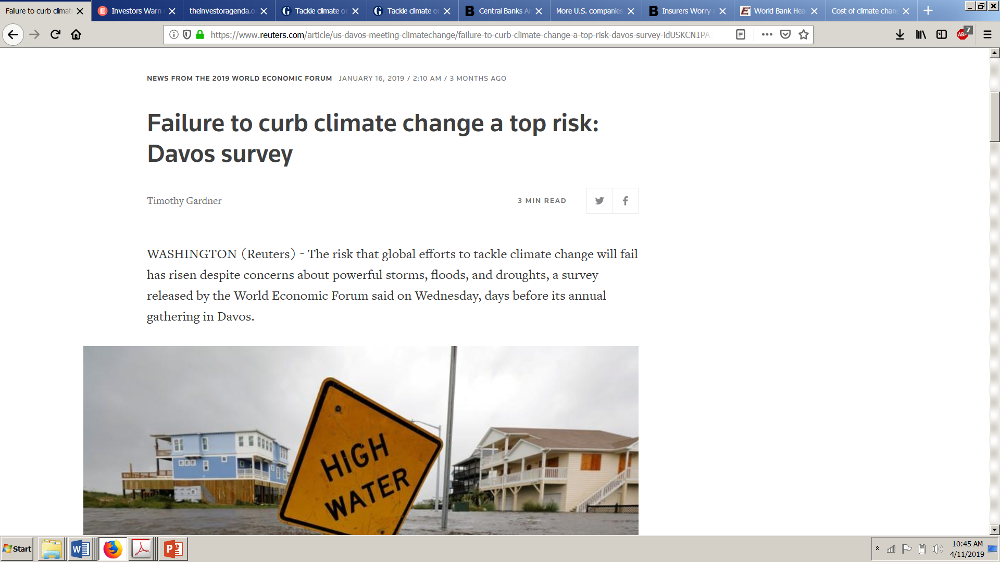 Failure to curb climat
Investors Warn
theinvestoragenda.o
Tackle climate or
Tackle climate o
Central Banks Ar
More U.S. companies
Insurers Worry
World Bank Hea
Cost of climate chan
https://www.reuters.com/article/us-davos-meeting-climatechange/failure-to-curb-climate-change-a-top-risk-davos-survey-idUSKCN1PA
ABP
7
NEWS FROM THE 2019 WORLD ECONOMIC FORUM JANUARY 16, 2019 / 2:10 AM / 3 MONTHS AGO
Failure to curb climate change a top risk:
Davos survey
Timothy Gardner
3 MIN READ
WASHINGTON (Reuters) - The risk that global efforts to tackle climate change will fail
has risen despite concerns about powerful storms, floods, and droughts, a survey
released by the World Economic Forum said on Wednesday, days before its annual
gathering in Davos.
HIGH
WATER
Start
10:45 AM
4/11/2019